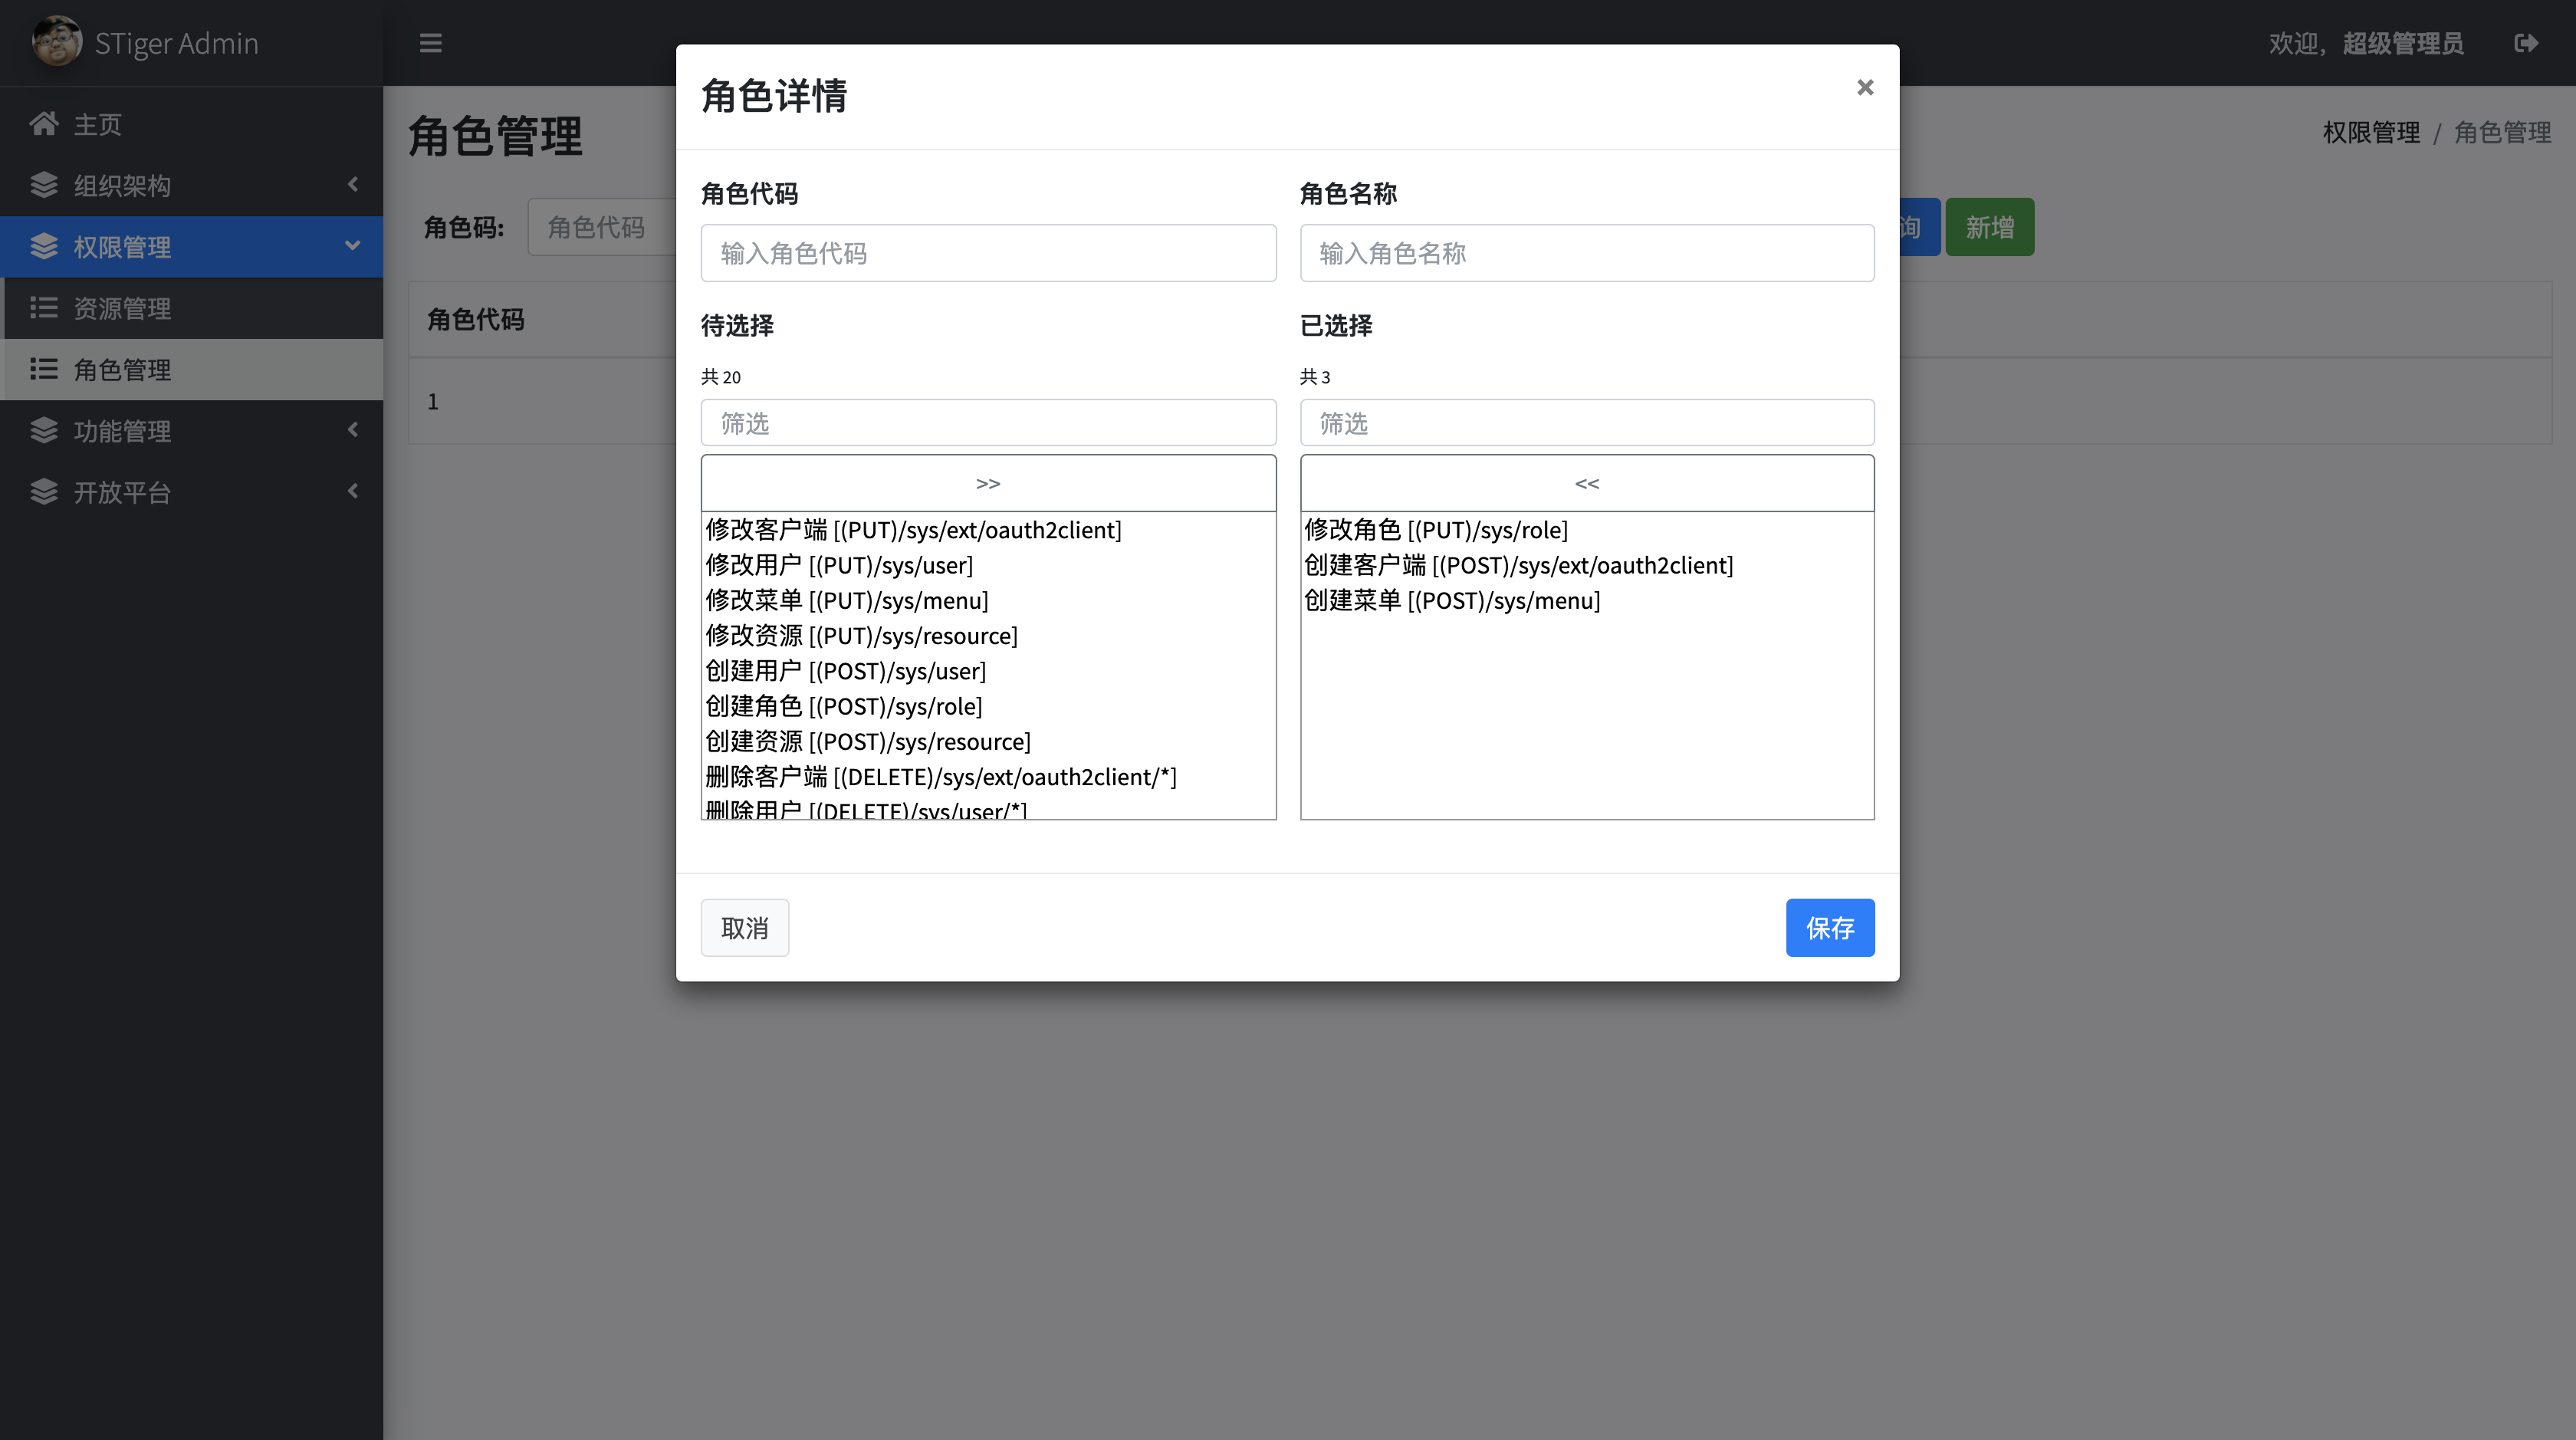 STiger Admin
欢迎，超级管理员
主页
组织架构
权限管理
资源管理
角色管理
功能管理
开放平台
角色管理
权限管理 / 角色管理
角色码:
角色代码
询
新增
角色代码
1
角色详情
×
角色代码
角色名称
输入角色代码
输入角色名称
待选择
已选择
共 20
共 3
筛选
筛选
>>
<<
修改客户端 [(PUT)/sys/ext/oauth2client]
修改用户 [(PUT)/sys/user]
修改菜单 [(PUT)/sys/menu]
修改资源 [(PUT)/sys/resource]
创建用户 [(POST)/sys/user]
创建角色 [(POST)/sys/role]
创建资源 [(POST)/sys/resource]
删除客户端 [(DELETE)/sys/ext/oauth2client/*]
删除用户 [(DELETE)/sys/user/*]
修改角色 [(PUT)/sys/role]
创建客户端 [(POST)/sys/ext/oauth2client]
创建菜单 [(POST)/sys/menu]
取消
保存